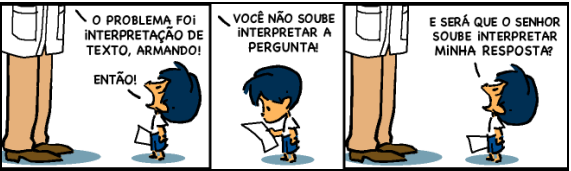 O PROBLEMA FOI
INTERPRETAÇÃO DE
TEXTO, ARMANDO!
ENTÃO!
VOCÊ NÃO SOUBE
INTERPRETAR A
PERGUNTA!
E SERÁ QUE O SENHOR
SOUBE INTERPRETAR
MINHA RESPOSTA?